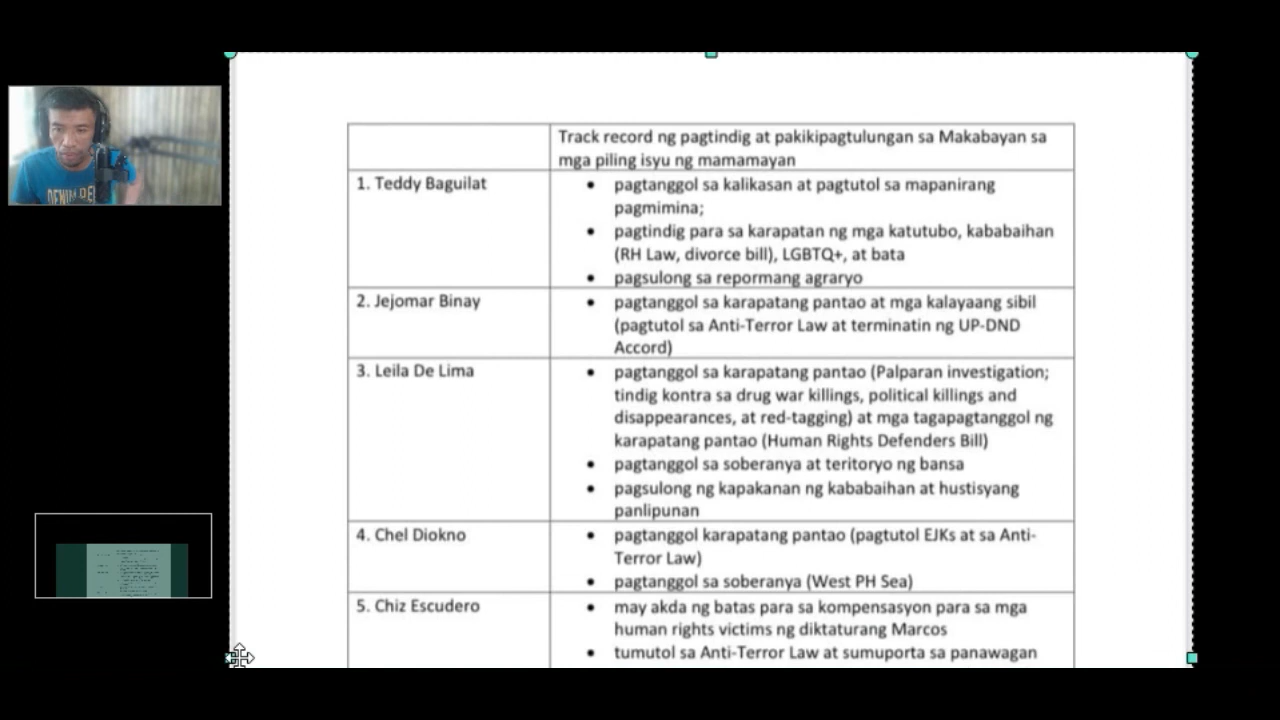 Track record ng pagtindig at pakikipagtulungan sa Makabayan sa
mga piling isyu ng mamamayan
1. Teddy Baguilat
• pagtanggol sa kalikasan at pagtutol sa mapanirang
pagmimina;
• pagtindig para sa karapatan ng mga katutubo, kababaihan
(RH Law, divorce bill), LGBTQ+, at bata
• pagsulong sa repormang agraryo
2. Jejomar Binay
• pagtanggol sa karapatang pantao at mga kalayaang sibil
(pagtutol sa Anti-Terror Law at terminatin ng UP-DND
Accord)
3. Leila De Lima
• pagtanggol sa karapatang pantao (Palparan investigation;
tindig kontra sa drug war killings, political killings and
disappearances, at red-tagging) at mga tagapagtanggol ng
karapatang pantao (Human Rights Defenders Bill)
• pagtanggol sa soberanya at teritoryo ng bansa
• pagsulong ng kapakanan ng kababaihan at hustisyang
panlipunan
4. Chel Diokno
• pagtanggol karapatang pantao (pagtutol EJKs at sa Anti-
Terror Law)
• pagtanggol sa soberanya (West PH Sea)
5. Chiz Escudero
• may akda ng batas para sa kompensasyon para sa mga
human rights victims ng diktaturang Marcos
• tumutol sa Anti-Terror Law at sumuporta sa panawagan